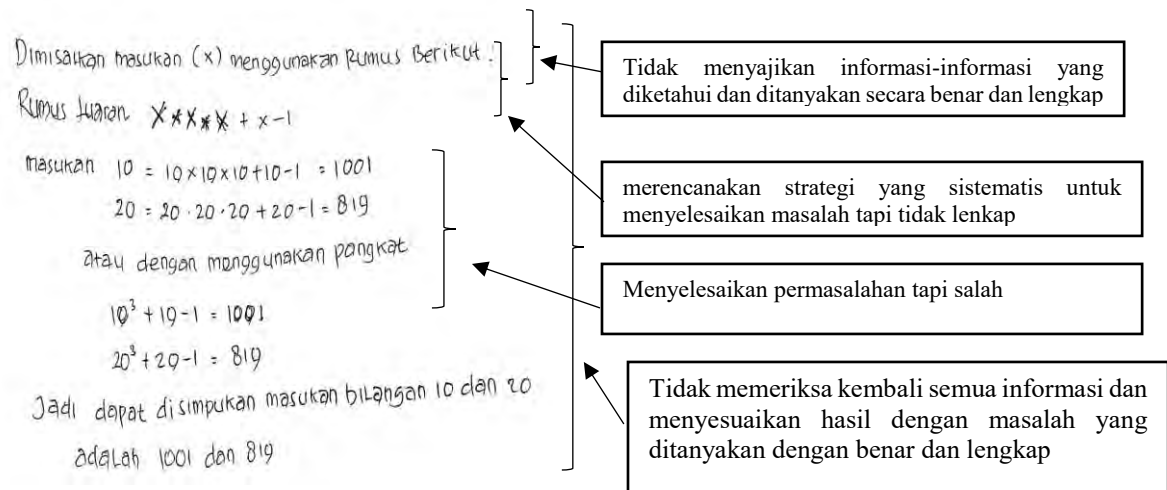 Dimisalkan masukan (x) menggunakan Rumus Berikut :
Rumus luaran x*x*x + x-1
masukan 10 = 10×10×10+10-1 = 1001
20 = 20·20·20+20-1 = 819
atau dengan menggunakan pangkat
10³ + 10-1 = 1001
20³ + 20-1 = 819
Jadi dapat disimpukan masukan bilangan 10 dan 20
adalah 1001 dan 819
Tidak menyajikan informasi-informasi yang
diketahui dan ditanyakan secara benar dan lengkap
merencanakan strategi yang sistematis untuk
menyelesaikan masalah tapi tidak lenkap
Menyelesaikan permasalahan tapi salah
Tidak memeriksa kembali semua informasi dan
menyesuaikan hasil dengan masalah yang
ditanyakan dengan benar dan lengkap